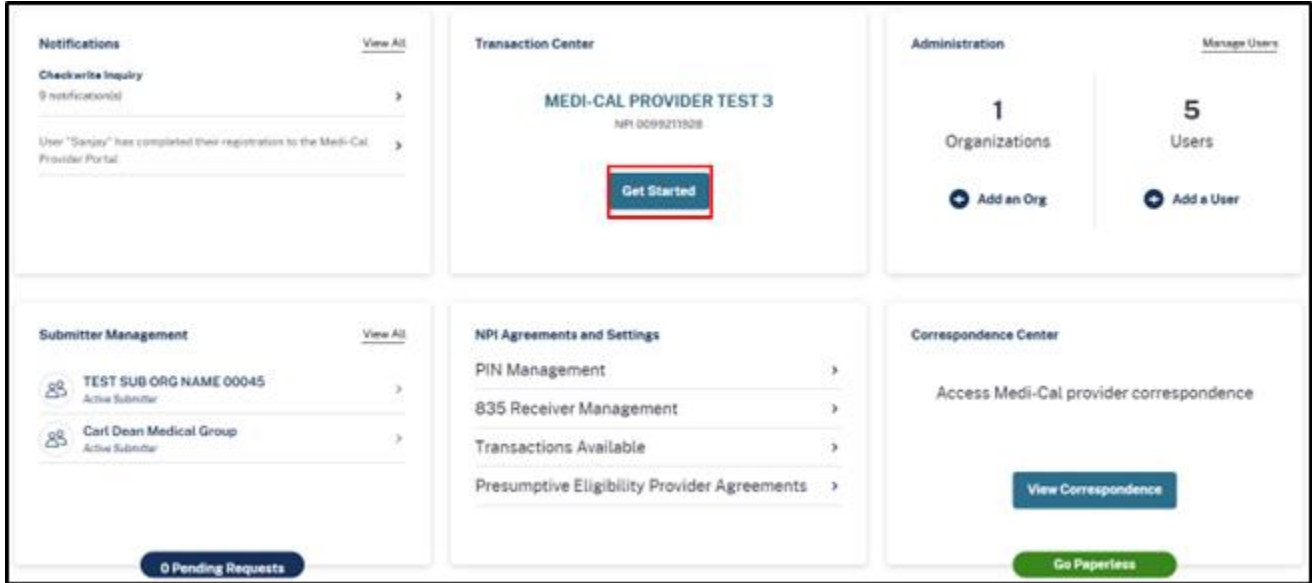 Notifications
View All
Checkwrite Inquiry
9 notification(s)
User "Sanjay" has completed their registration to the Medi-Cal
Provider Portal.
Transaction Center
MEDI-CAL PROVIDER TEST 3
NPI 0099211928
Get Started
Administration
Manage Users
1
Organizations
Add an Org
5
Users
Add a User
Submitter Management
View All
TEST SUB ORG NAME 00045
Active Submitter
Carl Dean Medical Group
Active Submitter
0 Pending Requests
NPI Agreements and Settings
PIN Management
835 Receiver Management
Transactions Available
Presumptive Eligibility Provider Agreements
Correspondence Center
Access Medi-Cal provider correspondence
View Correspondence
Go Paperless